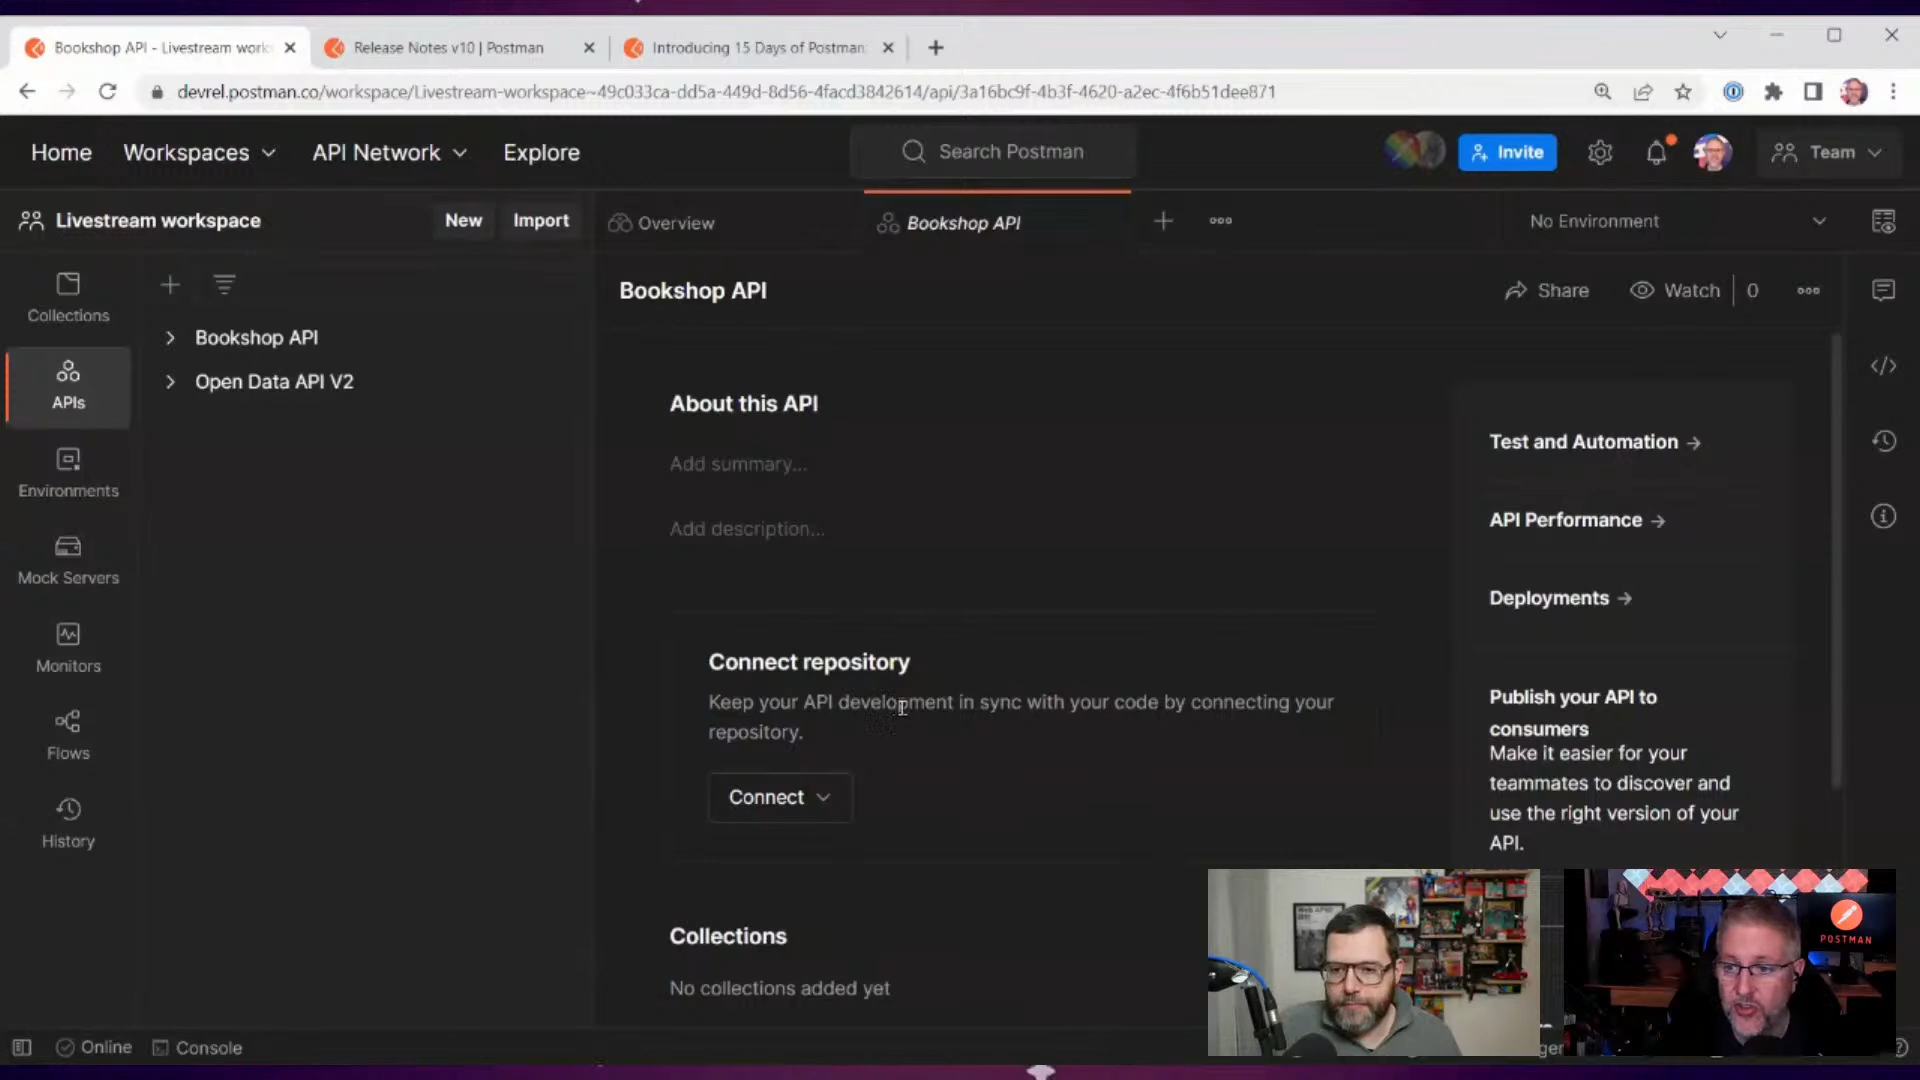 Bookshop API - Livestream work
Release Notes v10 | Postman
Introducing 15 Days of Postman
devrel.postman.co/workspace/Livestream-workspace~49c033ca-dd5a-449d-8d56-4facd3842614/api/3a16bc9f-4b3f-4620-a2ec-4f6b51dee871
Home
Workspaces
API Network
Explore
Search Postman
Invite
Team
Livestream workspace
New
Import
Overview
Bookshop API
No Environment
Collections
APIs
Environments
Mock Servers
Monitors
Flows
History
Bookshop API
Open Data API V2
Bookshop API
Share
Watch
0
About this API
Add summary...
Add description...
Connect repository
Keep your API development in sync with your code by connecting your
repository.
Connect
Collections
No collections added yet
Test and Automation →
API Performance →
Deployments →
Publish your API to
consumers
Make it easier for your
teammates to discover and
use the right version of your
API.
POSTMAN
Online
Console